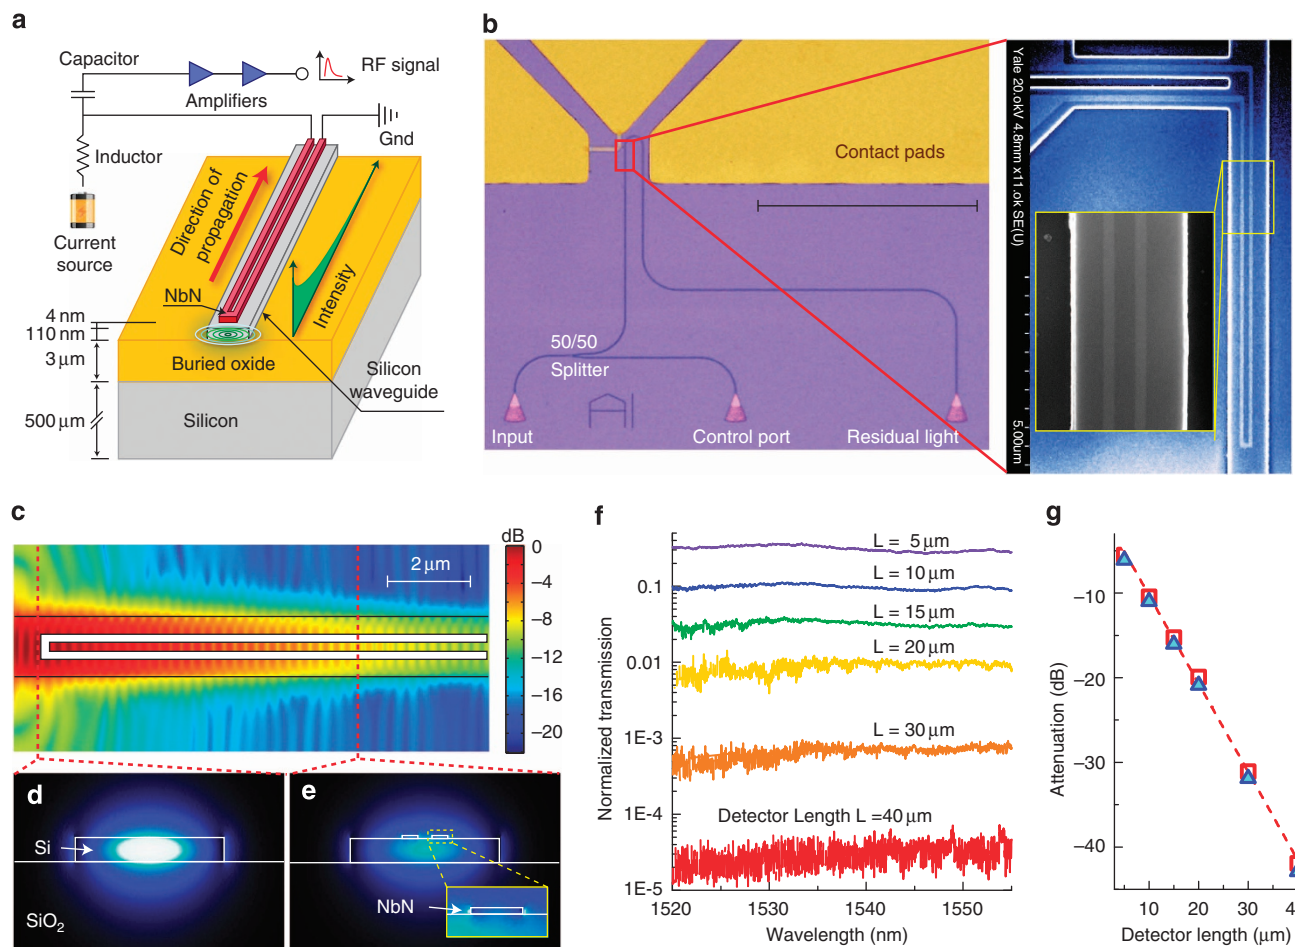 a
Capacitor
Amplifiers
RF signal
Gnd
Inductor
Current
source
Direction of
propagation
Intensity
NbN
4 nm
110 nm
3 μm
500 μm
Buried oxide
Silicon
waveguide
Silicon
b
Contact pads
50/50
Splitter
Input
Control port
Residual light
Yale 20.0kV 4.8mm x11.0k SE(U)
5.00um
c
dB
0
−4
−8
−12
−16
−20
2 μm
d
Si
SiO2
e
NbN
f
Normalized transmission
0.1
0.01
1E-3
1E-4
1E-5
L = 5 μm
L = 10 μm
L = 15 μm
L = 20 μm
L = 30 μm
Detector Length L =40 μm
1520 1530 1540 1550
Wavelength (nm)
g
Attenuation (dB)
−10
−20
−30
−40
10 20 30 4
Detector length (μm)